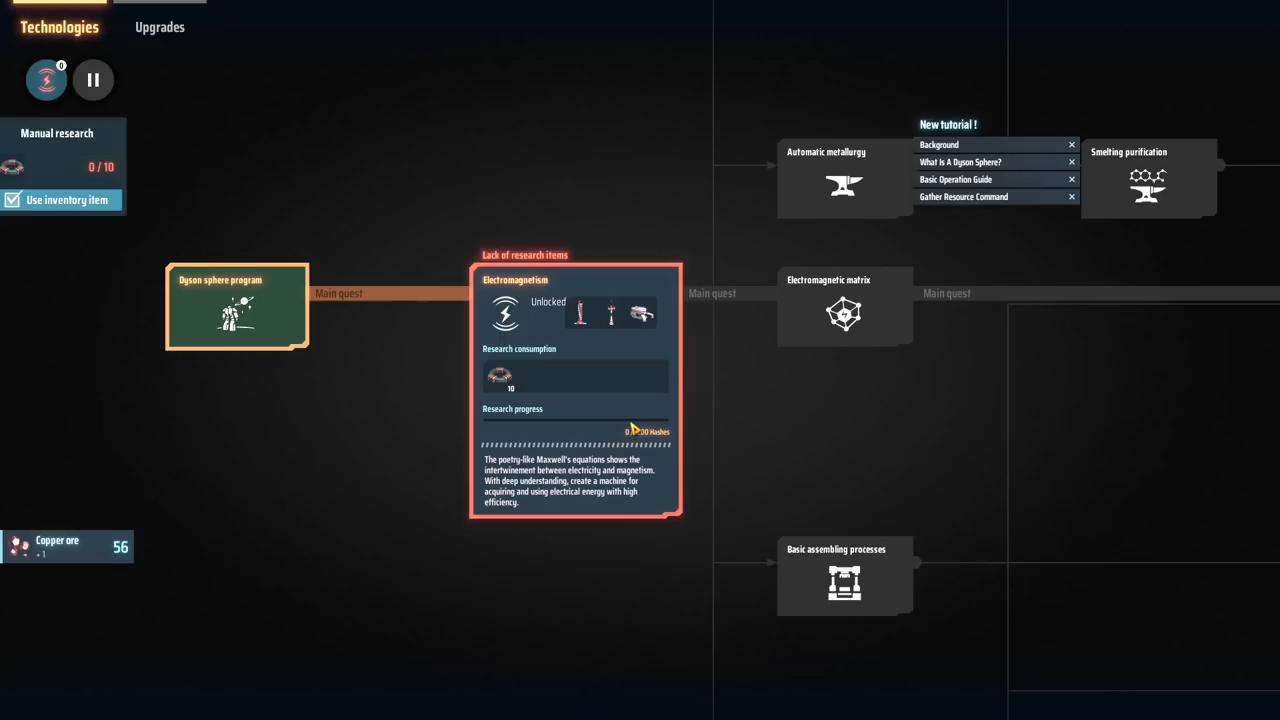 Technologies
Upgrades
0
Manual research
0 / 10
Use inventory item
New tutorial !
Background
What Is A Dyson Sphere?
Basic Operation Guide
Gather Resource Command
Automatic metallurgy
Smelting purification
Lack of research items
Dyson sphere program
Main quest
Electromagnetism
Unlocked
Research consumption
10
Research progress
00 Hashes
The poetry-like Maxwell's equations shows the
intertwinement between electricity and magnetism.
With deep understanding, create a machine for
acquiring and using electrical energy with high
efficiency.
Main quest
Electromagnetic matrix
Main quest
Copper ore
+ 1
56
Basic assembling processes